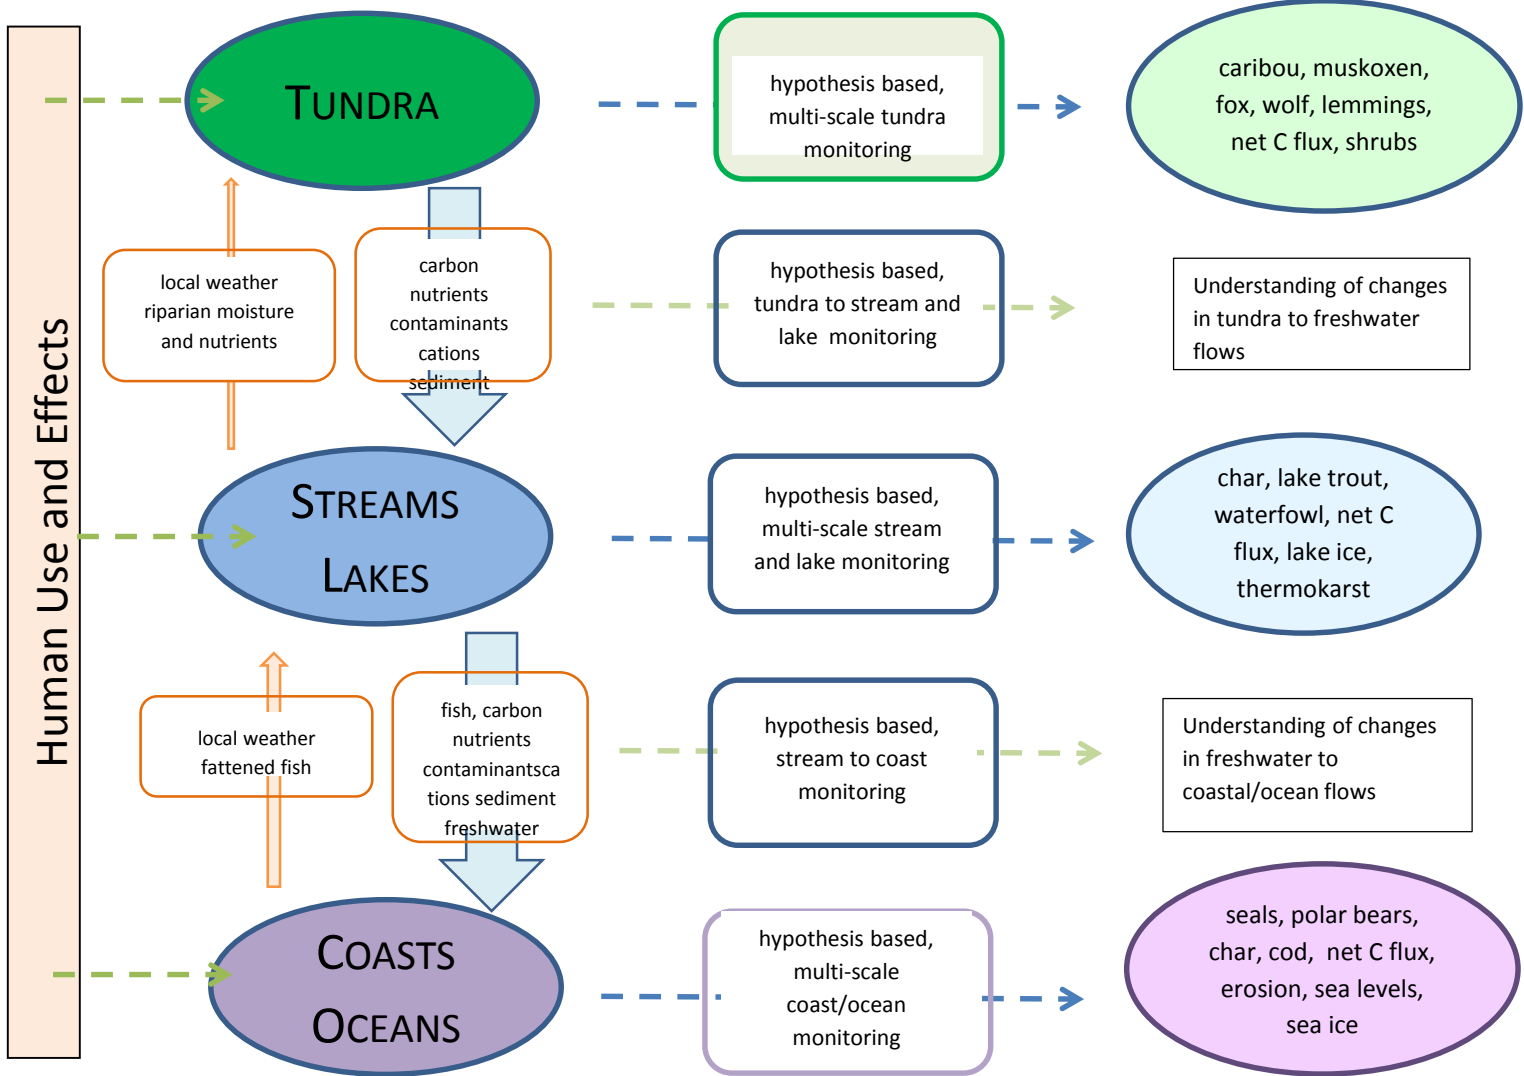 Human Use and Effects
TUNDRA
hypothesis based,
multi-scale tundra
monitoring
caribou, muskoxen,
fox, wolf, lemmings,
net C flux, shrubs
local weather
riparian moisture
and nutrients
carbon
nutrients
contaminants
cations
sediment
hypothesis based,
tundra to stream and
lake monitoring
Understanding of changes
in tundra to freshwater
flows
STREAMS
LAKES
hypothesis based,
multi-scale stream
and lake monitoring
char, lake trout,
waterfowl, net C
flux, lake ice,
thermokarst
local weather
fattened fish
fish, carbon
nutrients
contaminantsca
tions sediment
freshwater
hypothesis based,
stream to coast
monitoring
Understanding of changes
in freshwater to
coastal/ocean flows
COASTS
OCEANS
hypothesis based,
multi-scale
coast/ocean
monitoring
seals, polar bears,
char, cod, net C flux,
erosion, sea levels,
sea ice